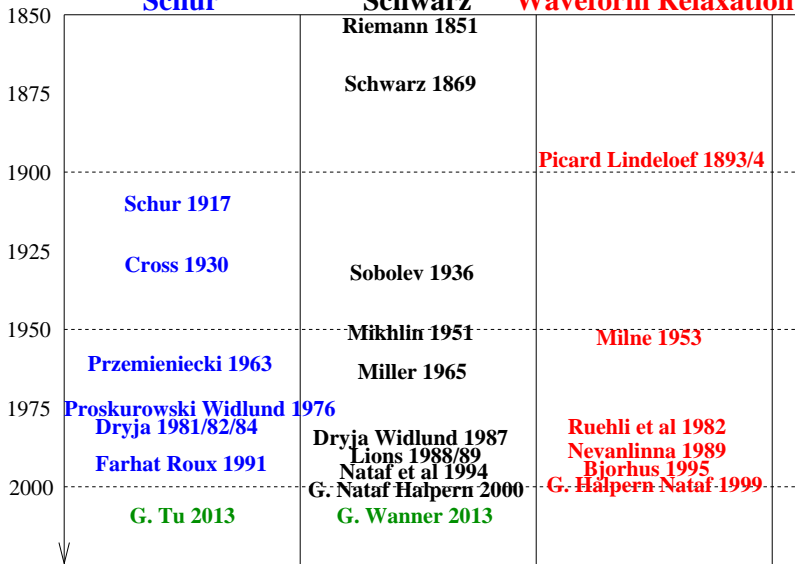 Schur Schwarz Waveform Relaxation
1850
Riemann 1851
1875
Schwarz 1869
1900
Picard Lindeloef 1893/4
Schur 1917
1925
Cross 1930
Sobolev 1936
1950
Mikhlin 1951
Milne 1953
Przemieniecki 1963
Miller 1965
1975
Proskurowski Widlund 1976
Dryja 1981/82/84
Ruehli et al 1982
Dryja Widlund 1987
Lions 1988/89
Nevanlinna 1989
Farhat Roux 1991
Nataf et al 1994
Bjorhus 1995
2000
G. Nataf Halpern 2000
G. Halpern Nataf 1999
G. Tu 2013
G. Wanner 2013